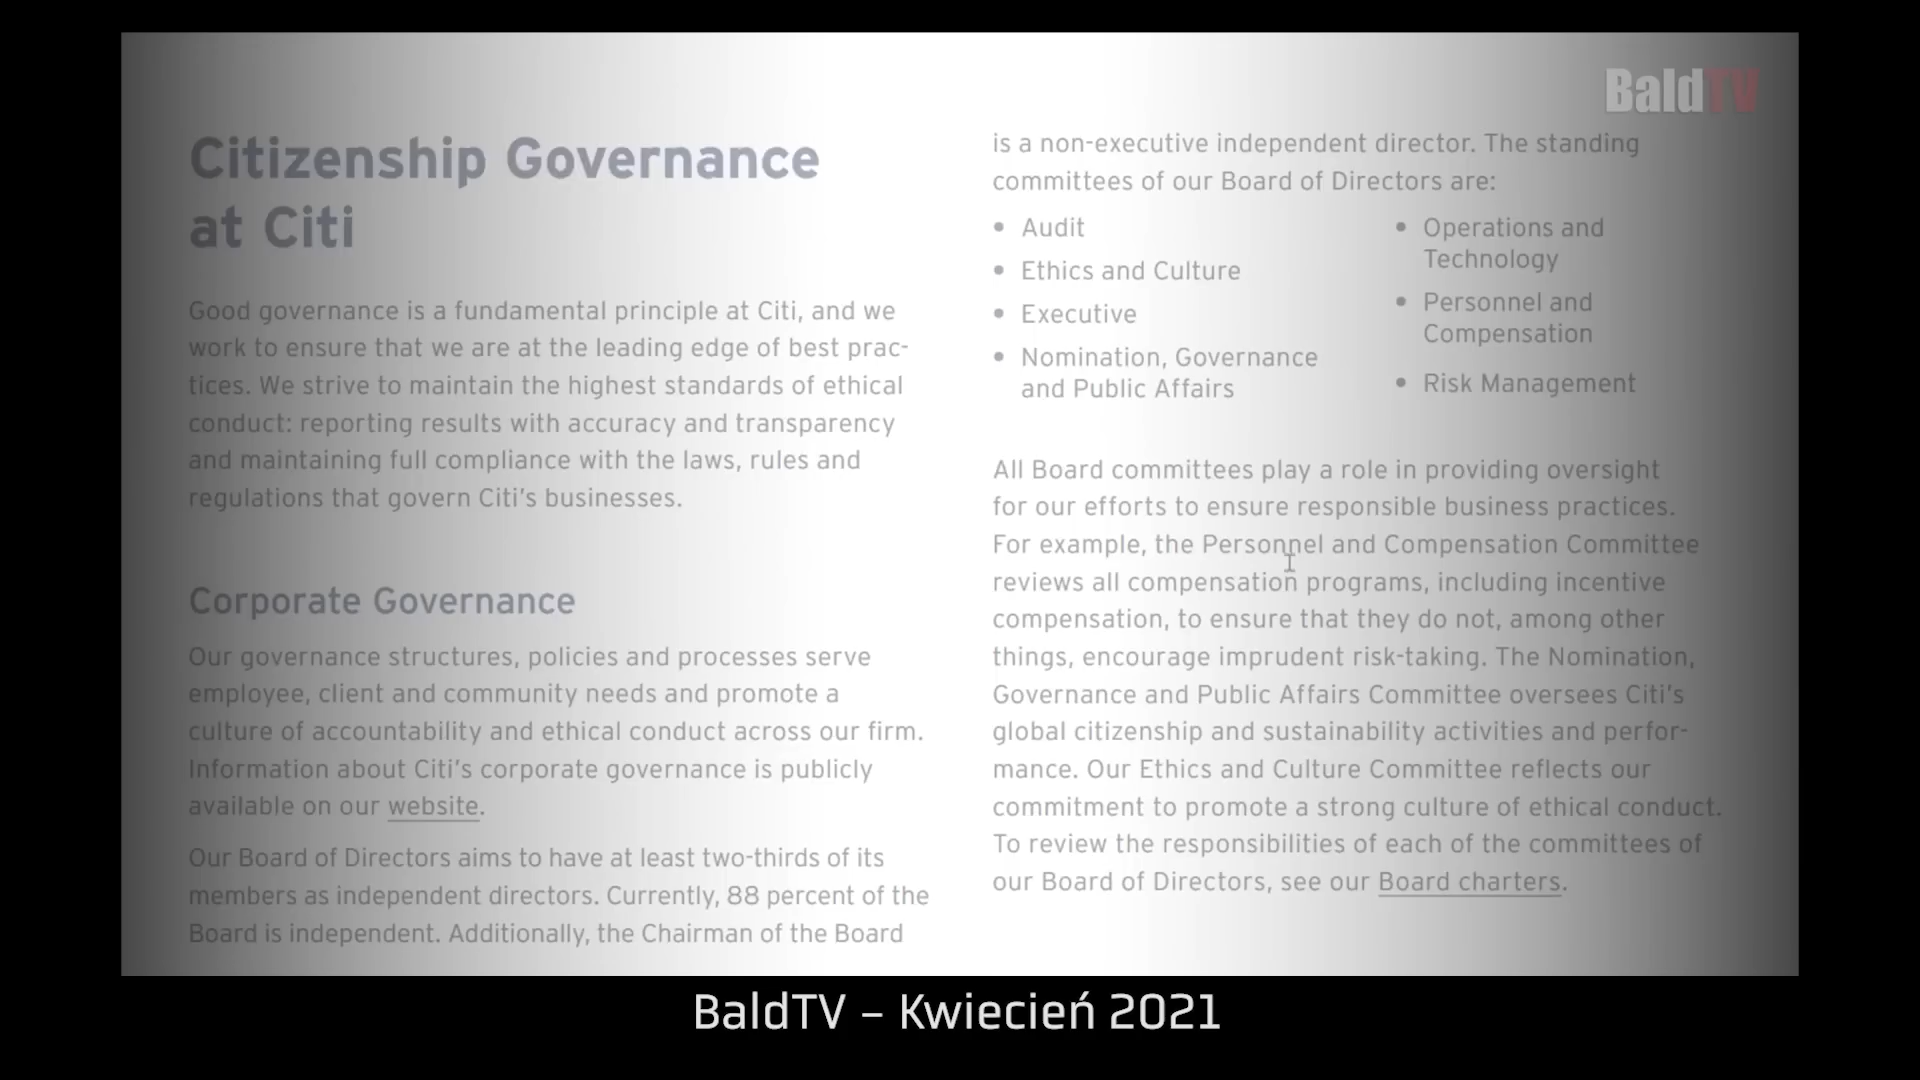 BaldTV
Citizenship Governance
at Citi
Good governance is a fundamental principle at Citi, and we
work to ensure that we are at the leading edge of best prac-
tices. We strive to maintain the highest standards of ethical
conduct: reporting results with accuracy and transparency
and maintaining full compliance with the laws, rules and
regulations that govern Citi’s businesses.
Corporate Governance
Our governance structures, policies and processes serve
employee, client and community needs and promote a
culture of accountability and ethical conduct across our firm.
Information about Citi’s corporate governance is publicly
available on our website.
Our Board of Directors aims to have at least two-thirds of its
members as independent directors. Currently, 88 percent of the
Board is independent. Additionally, the Chairman of the Board
is a non-executive independent director. The standing
committees of our Board of Directors are:
• Audit
• Ethics and Culture
• Executive
• Nomination, Governance
and Public Affairs
• Operations and
Technology
• Personnel and
Compensation
• Risk Management
All Board committees play a role in providing oversight
for our efforts to ensure responsible business practices.
For example, the Personnel and Compensation Committee
reviews all compensation programs, including incentive
compensation, to ensure that they do not, among other
things, encourage imprudent risk-taking. The Nomination,
Governance and Public Affairs Committee oversees Citi’s
global citizenship and sustainability activities and perfor-
mance. Our Ethics and Culture Committee reflects our
commitment to promote a strong culture of ethical conduct.
To review the responsibilities of each of the committees of
our Board of Directors, see our Board charters.
BaldTV – Kwiecień 2021